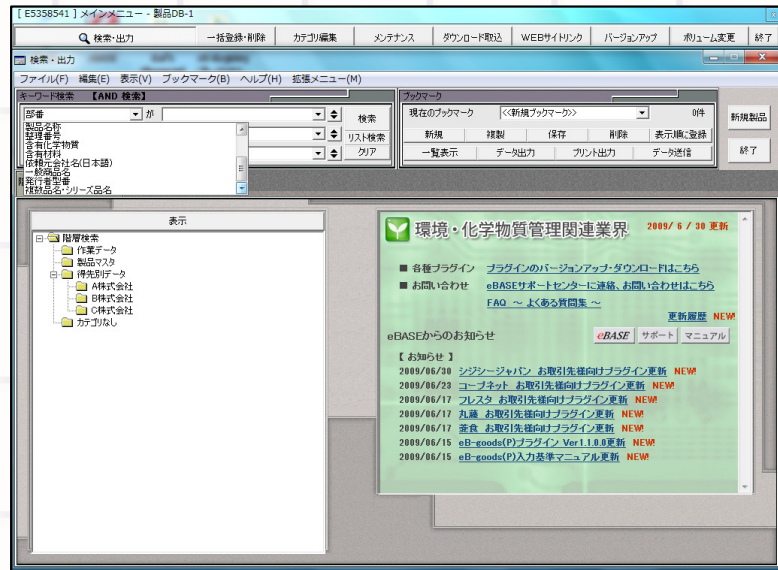 [ E5358541 ] メインメニュー - 製品DB-1
検索・出力 一括登録・削除 カテゴリ編集 メンテナンス ダウンロード取込 WEBサイトリンク バージョンアップ ボリューム変更 終了
検索・出力
ファイル(F) 編集(E) 表示(V) ブックマーク(B) ヘルプ(H) 拡張メニュー(M)
キーワード検索 【AND 検索】
部番 が 検索
製品名称
整理番号
含有化学物質
含有材料
依頼元会社名(日本語)
一般商品名
発行者型番
複数品名・シリーズ品名
リスト検索
クリア
ブックマーク
現在のブックマーク <<新規ブックマーク>> 0件
新規 複製 保存 削除 表示順に登録
一覧表示 データ出力 プリント出力 データ送信
新規製品
終了
表示
階層検索
作業データ
製品マスタ
得先別データ
A株式会社
B株式会社
C株式会社
カテゴリなし
環境・化学物質管理関連業界 2009/ 6 / 30 更新
■ 各種プラグイン プラグインのバージョンアップ・ダウンロードはこちら
■ お問い合わせ eBASEサポートセンターに連絡、お問い合わせはこちら
FAQ ～ よくある質問集 ～
更新履歴 NEW!
eBASEからのお知らせ eBASE サポート マニュアル
【 お知らせ 】
2009/06/30 シジシージャパン お取引先様向けプラグイン更新 NEW!
2009/06/23 コープネット お取引先様向けプラグイン更新 NEW!
2009/06/17 フレスタ お取引先様向けプラグイン更新 NEW!
2009/06/17 丸藤 お取引先様向けプラグイン更新 NEW!
2009/06/17 菱食 お取引先様向けプラグイン更新 NEW!
2009/06/15 eB-goods(P)プラグイン Ver1.1.0.0更新 NEW!
2009/06/15 eB-goods(P)入力基準マニュアル更新 NEW!